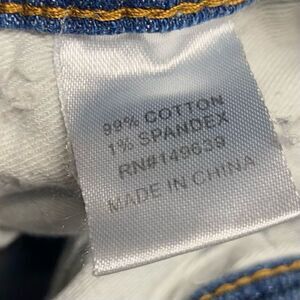 99% COTTON
1% SPANDEX
RN#149639
MADE IN CHINA